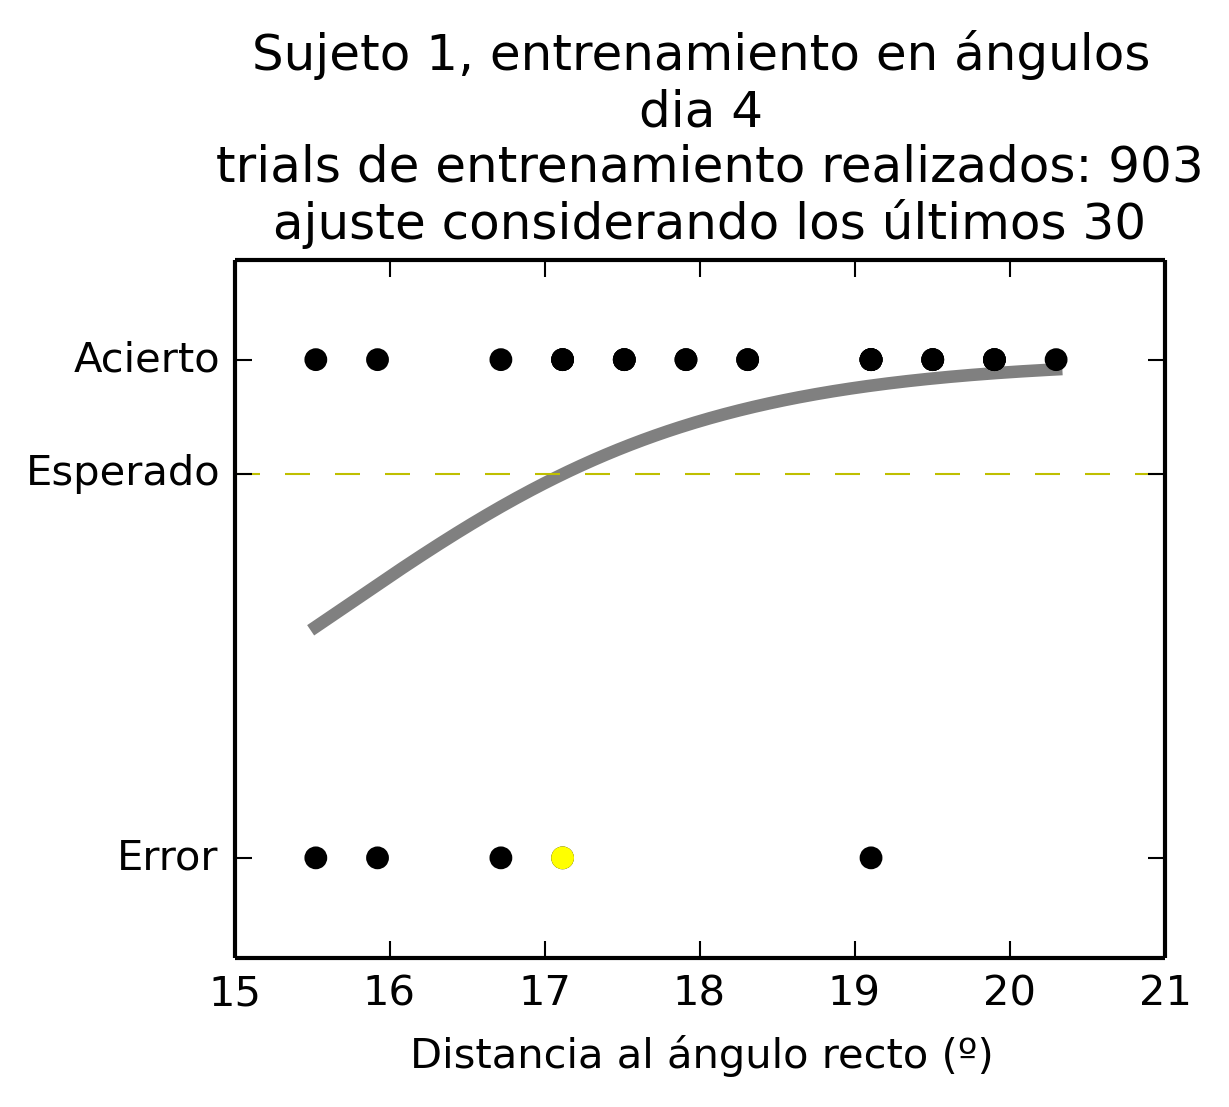 Sujeto 1, entrenamiento en ángulos
dia 4
trials de entrenamiento realizados: 903
ajuste considerando los últimos 30
Acierto
Esperado
Error
15 16 17 18 19 20 21
Distancia al ángulo recto (º)